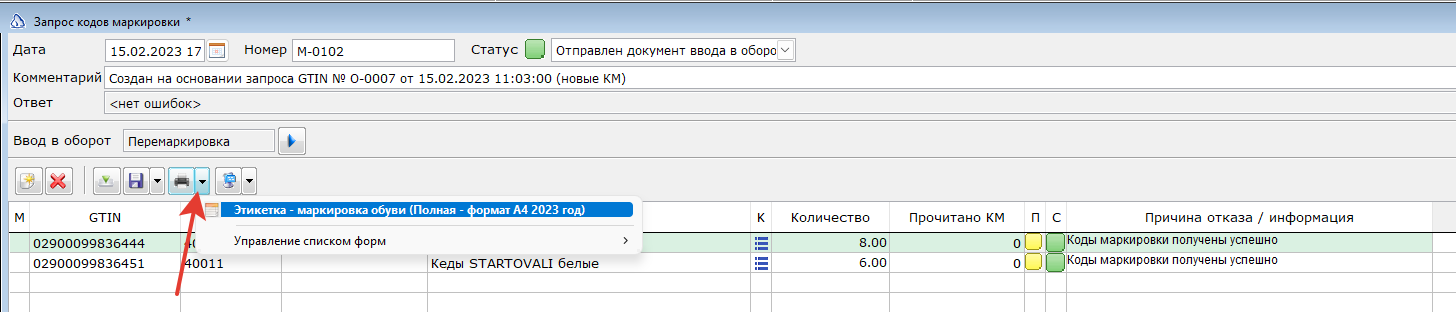 Запрос кодов маркировки *
Дата 15.02.2023 17 Номер М-0102 Статус Отправлен документ ввода в оборо
Комментарий Создан на основании запроса GTIN № О-0007 от 15.02.2023 11:03:00 (новые КМ)
Ответ <нет ошибок>
Ввод в оборот Перемаркировка
Этикетка - маркировка обуви (Полная - формат А4 2023 год)
Управление списком форм
М GTIN К Количество Прочитано КМ П С Причина отказа / информация
02900099836444 8.00 0 Коды маркировки получены успешно
02900099836451 40011 Кеды STARTOVALI белые 6.00 0 Коды маркировки получены успешно